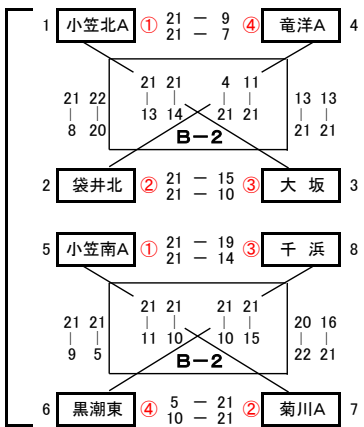 1 小笠北A ① 21 — 9 ④ 竜洋A 4
21 — 7
21 21 4 11
21 22 | | | | 13 13
| | 13 14 21 21 | |
8 20 B－2 21 21
2 袋井北 ② 21 — 15 ③ 大 坂 3
21 — 10
5 小笠南A ① 21 — 19 ③ 千 浜 8
21 — 14
21 21 21 21
21 21 | | | | 20 16
| | 11 10 10 15 | |
9 5 B－2 22 21
6 黒潮東 ④ 5 — 21 ② 菊川A 7
10 — 21